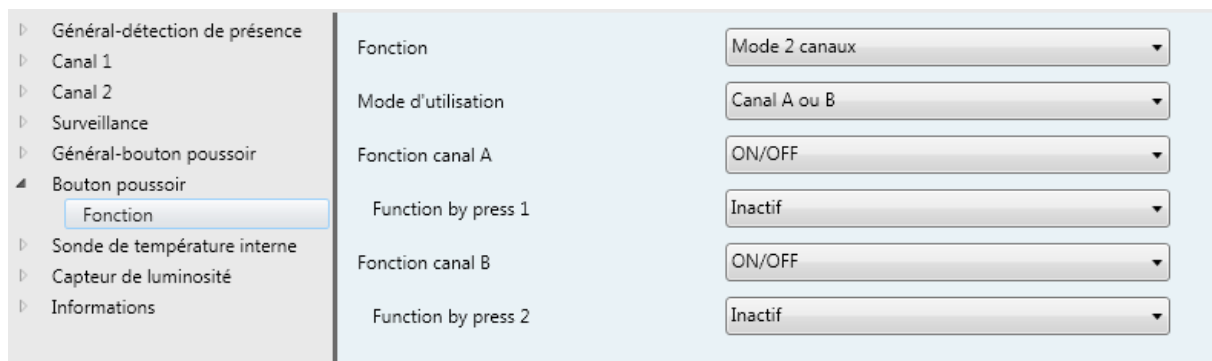 Général-détection de présence
Canal 1
Canal 2
Surveillance
Général-bouton poussoir
Bouton poussoir
Fonction
Sonde de température interne
Capteur de luminosité
Informations
Fonction
Mode 2 canaux
Mode d'utilisation
Canal A ou B
Fonction canal A
ON/OFF
Function by press 1
Inactif
Fonction canal B
ON/OFF
Function by press 2
Inactif